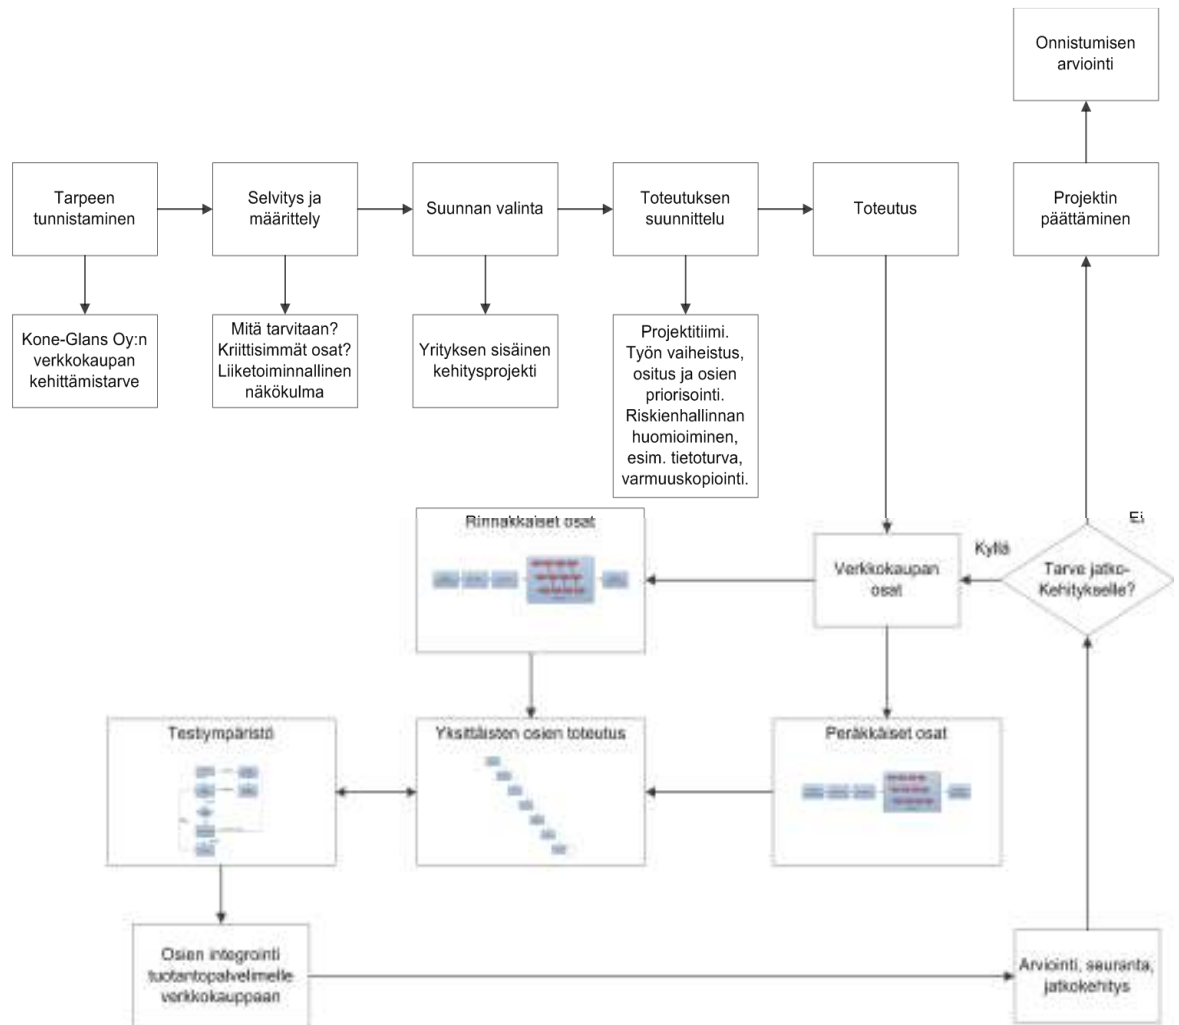 Onnistumisen
arviointi
Tarpeen
tunnistaminen
Selvitys ja
määrittely
Suunnan valinta
Toteutuksen
suunnittelu
Toteutus
Projektin
päättäminen
Kone-Glans Oy:n
verkkokaupan
kehittämistarve
Mitä tarvitaan?
Kriittisimmät osat?
Liiketoiminnallinen
näkökulma
Yrityksen sisäinen
kehitysprojekti
Projektitiimi.
Työn vaiheistus,
ositus ja osien
priorisointi.
Riskienhallinnan
huomioiminen,
esim. tietoturva,
varmuuskopiointi.
Rinnakkaiset osat
Verkkokaupan
osat
Kyllä
Ei
Tarve jatko-
Kehitykselle?
Testiympäristö
Yksittäisten osien toteutus
Peräkkäiset osat
Osien integrointi
tuotantopalvelimelle
verkkokauppaan
Arviointi, seuranta,
jatkokehitys